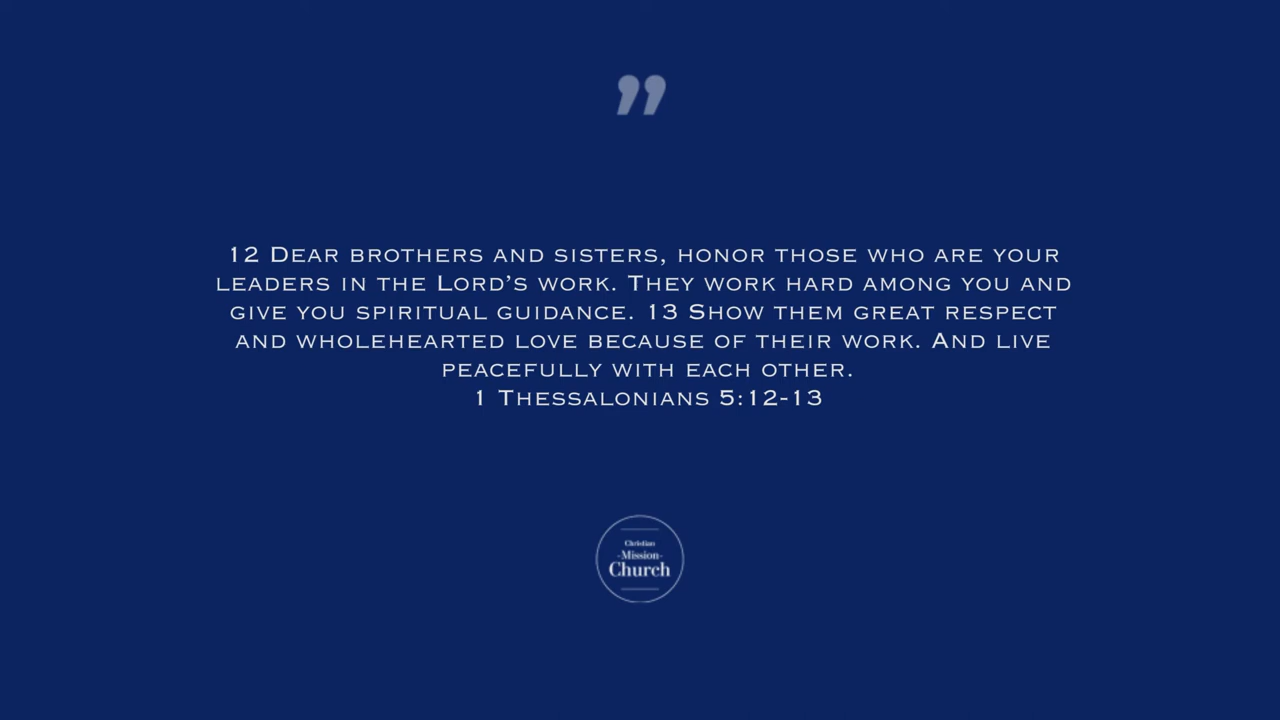 ”
12 Dear brothers and sisters, honor those who are your
leaders in the Lord’s work. They work hard among you and
give you spiritual guidance. 13 Show them great respect
and wholehearted love because of their work. And live
peacefully with each other.
1 Thessalonians 5:12-13
Christian
-Mission-
Church